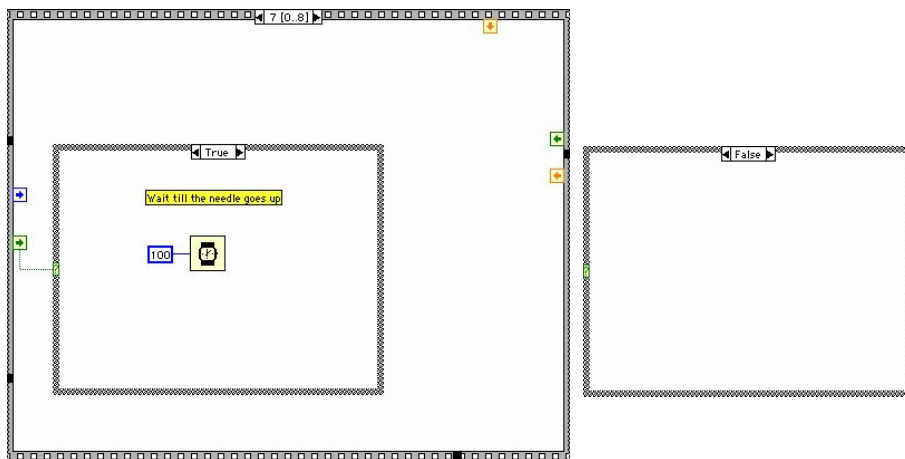 7 [0..8]
True
False
Wait till the needle goes up
100
?
?